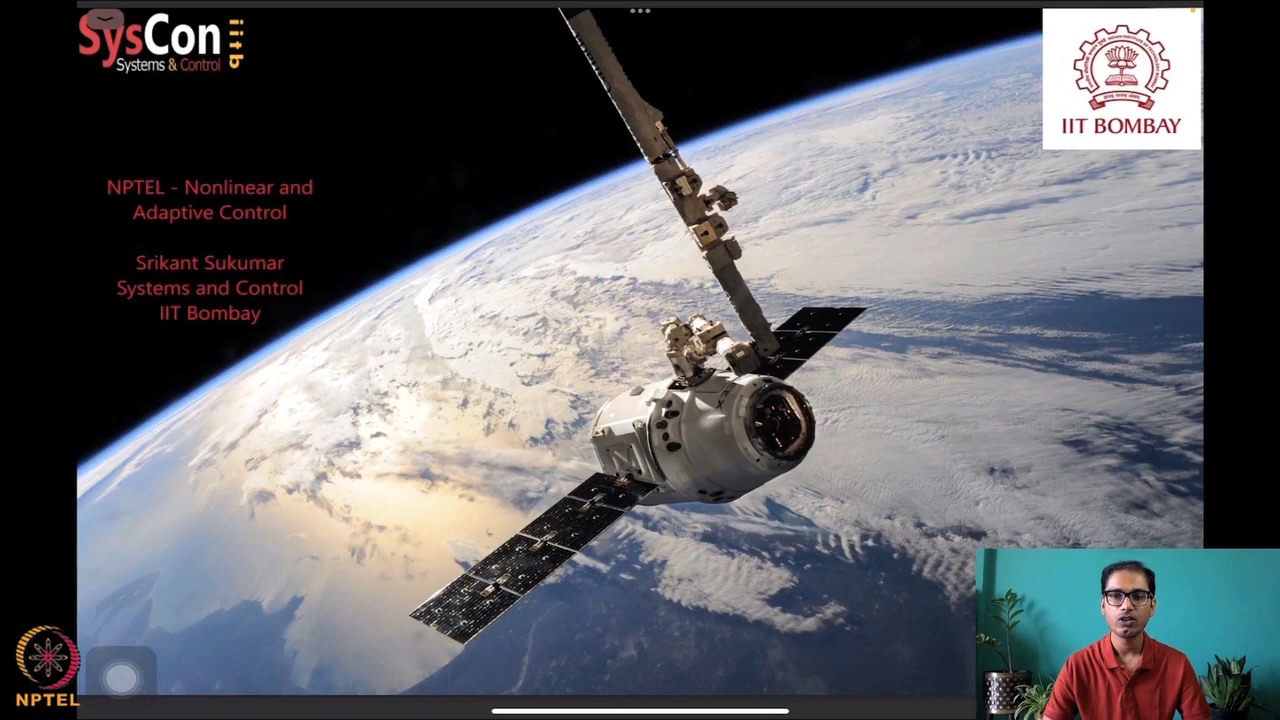 SysCon
iitb
Systems & Control
IIT BOMBAY
NPTEL - Nonlinear and
Adaptive Control
Srikant Sukumar
Systems and Control
IIT Bombay
NPTEL